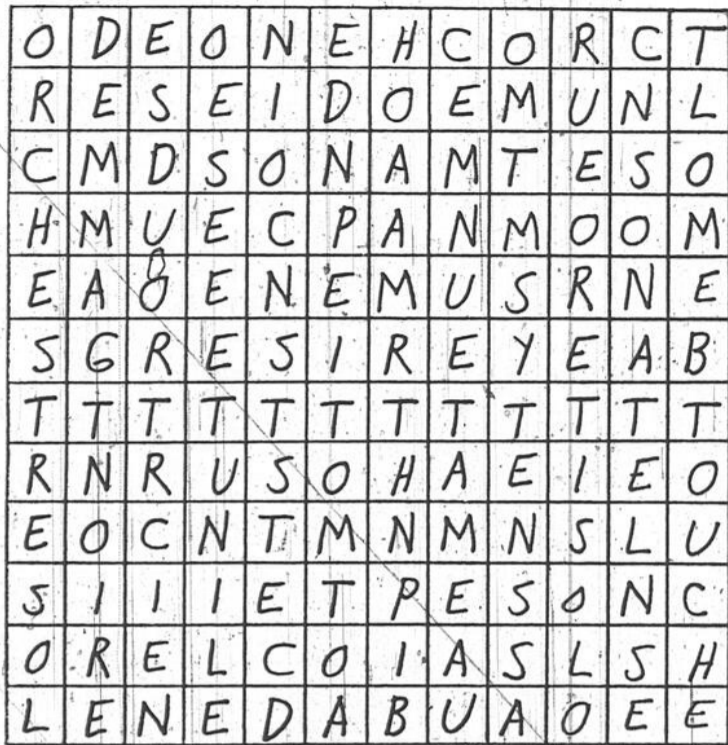 O D E O N E H C O R C T
R E S E I D O E M U N L
C M D S O N A M T E S O
H M U E C P A N M O O M
E A O E N E M U S R N E
S G R E S I R E Y E A B
T T T T T T T T T T T T
R N R U S O H A E I E O
E O C N T M N M N S L U
S I I I E T P E S O N C
O R E L C O I A S L S H
L E N E D A B U A O E E